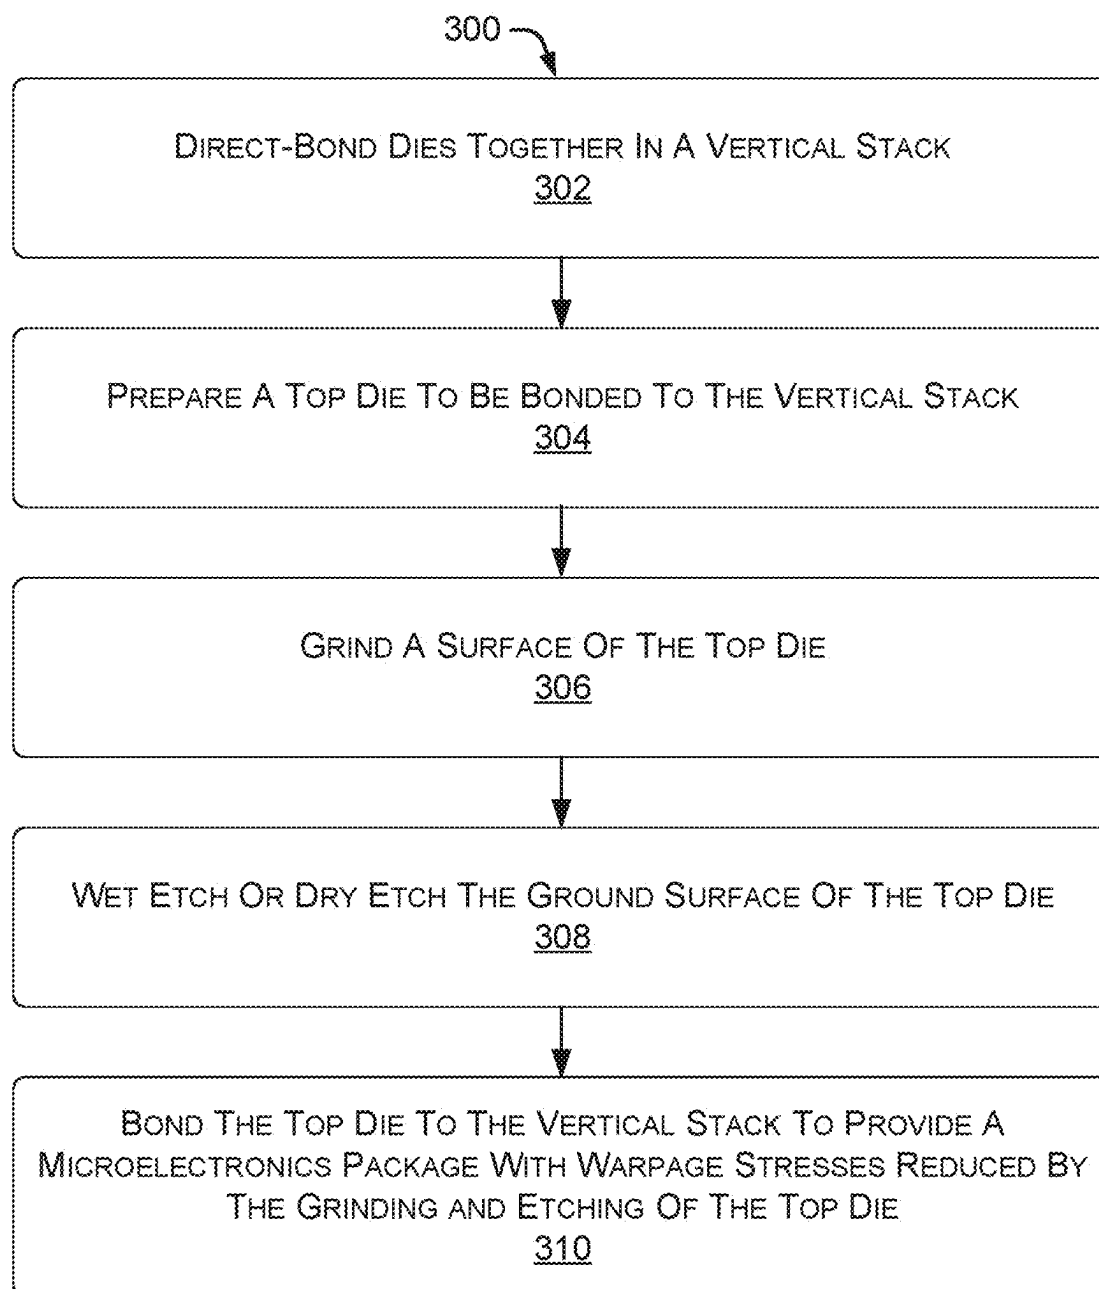 300
DIRECT-BOND DIES TOGETHER IN A VERTICAL STACK
302
PREPARE A TOP DIE TO BE BONDED TO THE VERTICAL STACK
304
GRIND A SURFACE OF THE TOP DIE
306
WET ETCH OR DRY ETCH THE GROUND SURFACE OF THE TOP DIE
308
BOND THE TOP DIE TO THE VERTICAL STACK TO PROVIDE A
MICROELECTRONICS PACKAGE WITH WARPAGE STRESSES REDUCED BY
THE GRINDING AND ETCHING OF THE TOP DIE
310